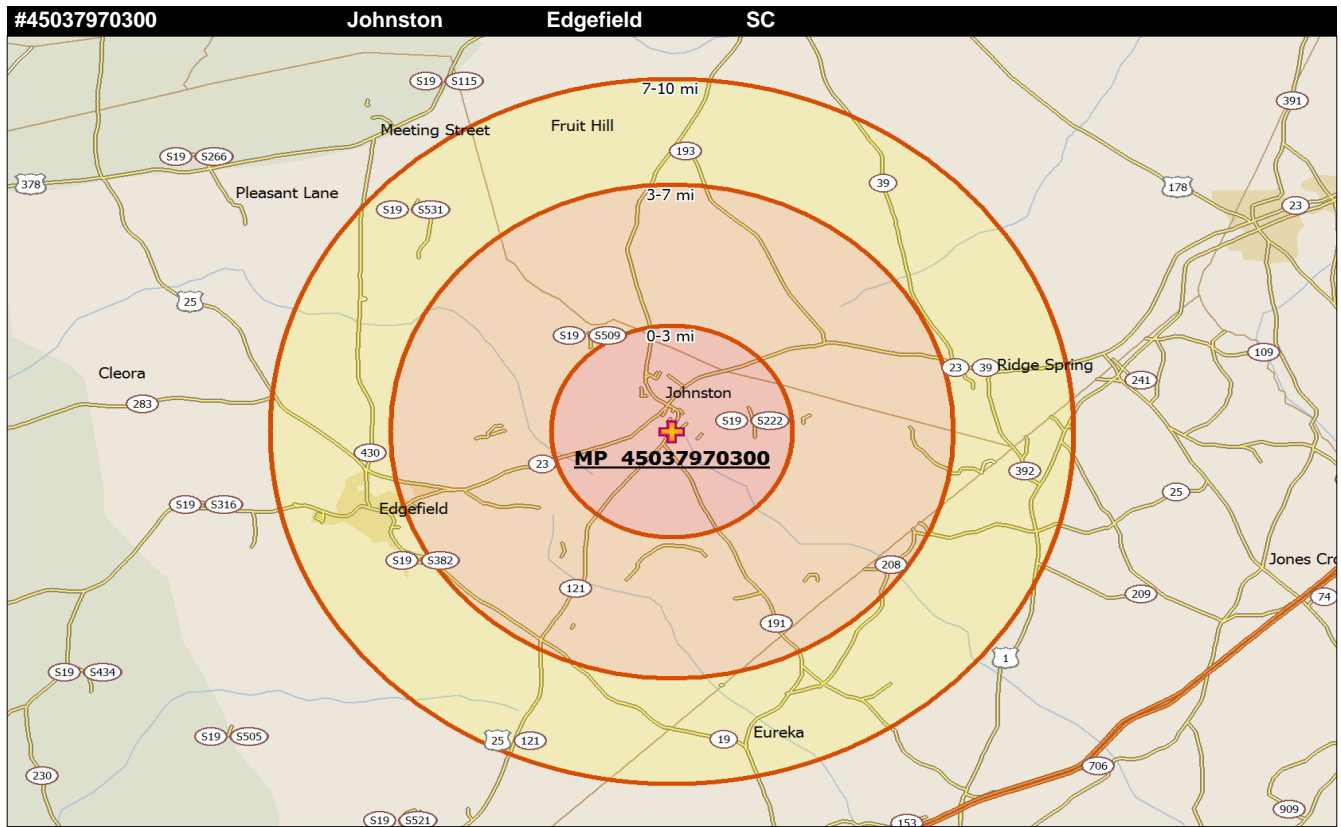 #45037970300 Johnston Edgefield SC
S19 S115
7-10 mi
391
Meeting Street
Fruit Hill
193
S19 S266
378
39
178
Pleasant Lane
3-7 mi
S19 S531
23
25
0-3 mi
S19 S509
109
Cleora
23 39
Ridge Spring
241
283
Johnston
S19 S222
430
MP 45037970300
23
392
25
S19 S316
Edgefield
S19 S382
208
Jones Cro
121
209
74
191
1
S19 S434
S19 S505
25 121
19
Eureka
706
230
909
S19 S521
153